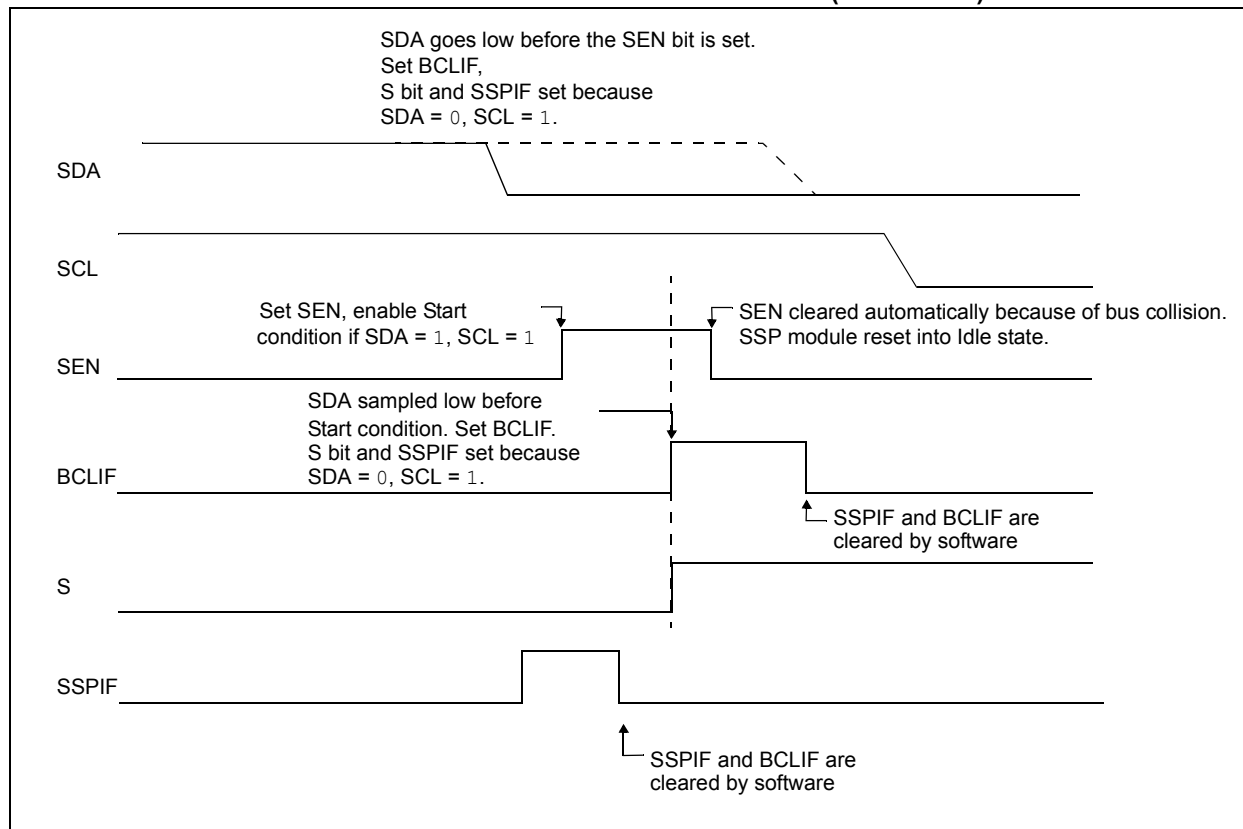 SDA goes low before the SEN bit is set.
Set BCLIF,
S bit and SSPIF set because
SDA = 0, SCL = 1.
SDA
SCL
Set SEN, enable Start
condition if SDA = 1, SCL = 1
SEN cleared automatically because of bus collision.
SSP module reset into Idle state.
SEN
SDA sampled low before
Start condition. Set BCLIF.
S bit and SSPIF set because
SDA = 0, SCL = 1.
BCLIF
SSPIF and BCLIF are
cleared by software
S
SSPIF
SSPIF and BCLIF are
cleared by software